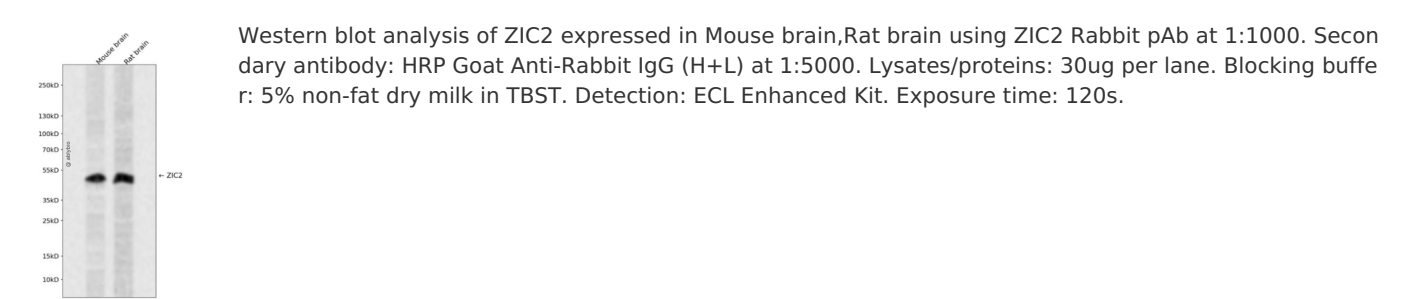 Mouse brain
Rat brain
250kD
130kD
100kD
70kD
55kD
35kD
25kD
15kD
10kD
← ZIC2
Western blot analysis of ZIC2 expressed in Mouse brain,Rat brain using ZIC2 Rabbit pAb at 1:1000. Secon
dary antibody: HRP Goat Anti-Rabbit IgG (H+L) at 1:5000. Lysates/proteins: 30ug per lane. Blocking buffe
r: 5% non-fat dry milk in TBST. Detection: ECL Enhanced Kit. Exposure time: 120s.